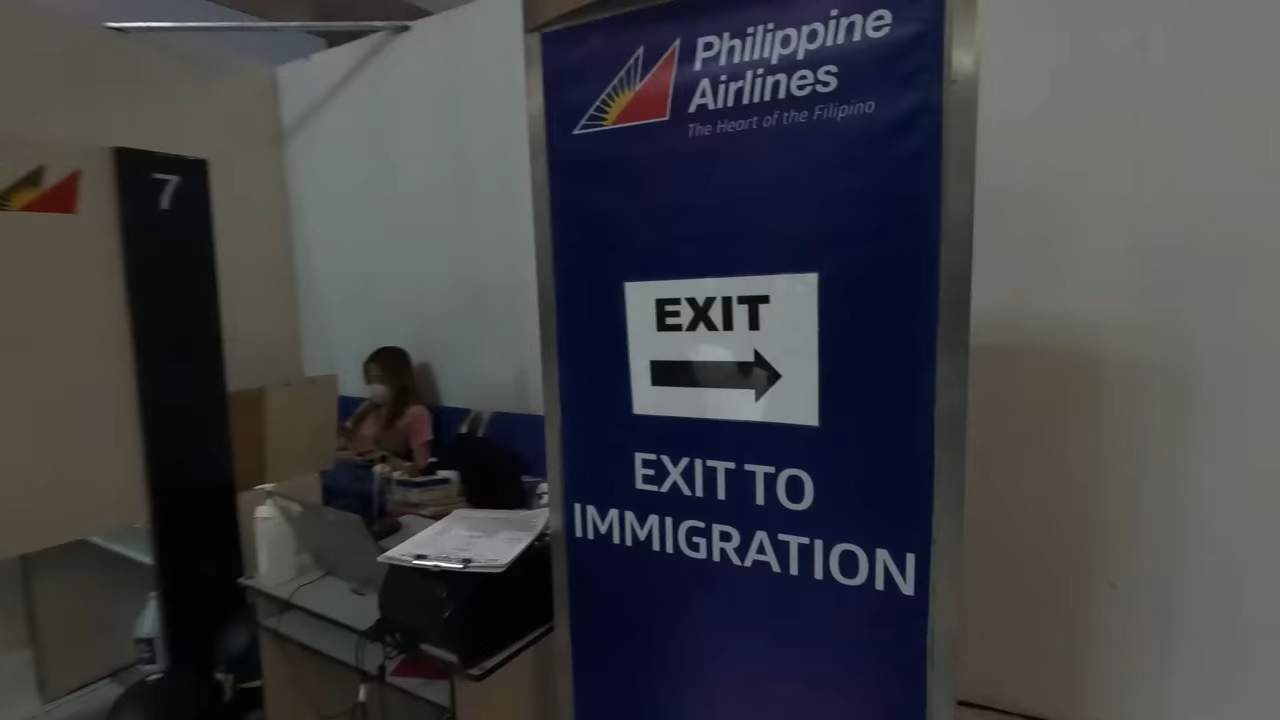 7
Philippine
Airlines
The Heart of the Filipino
EXIT
EXIT TO
IMMIGRATION